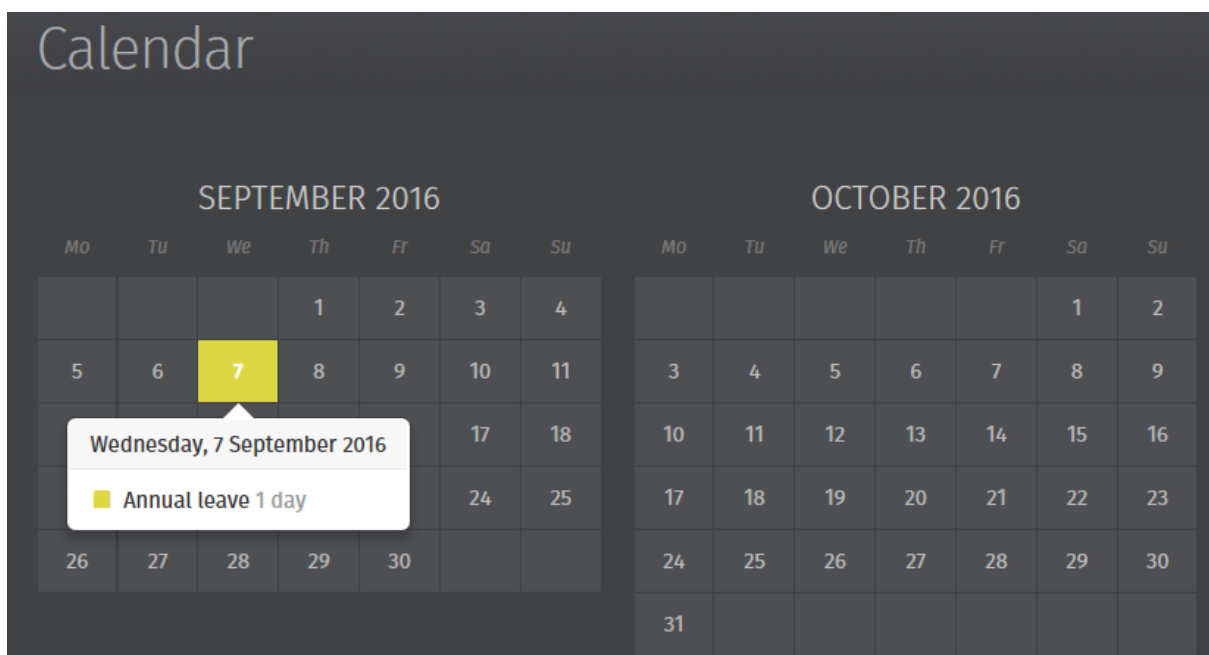 Calendar
SEPTEMBER 2016
Mo Tu We Th Fr Sa Su
1 2 3 4
5 6 7 8 9 10 11
Wednesday, 7 September 2016
17 18
Annual leave 1 day
24 25
26 27 28 29 30
OCTOBER 2016
Mo Tu We Th Fr Sa Su
1 2
3 4 5 6 7 8 9
10 11 12 13 14 15 16
17 18 19 20 21 22 23
24 25 26 27 28 29 30
31